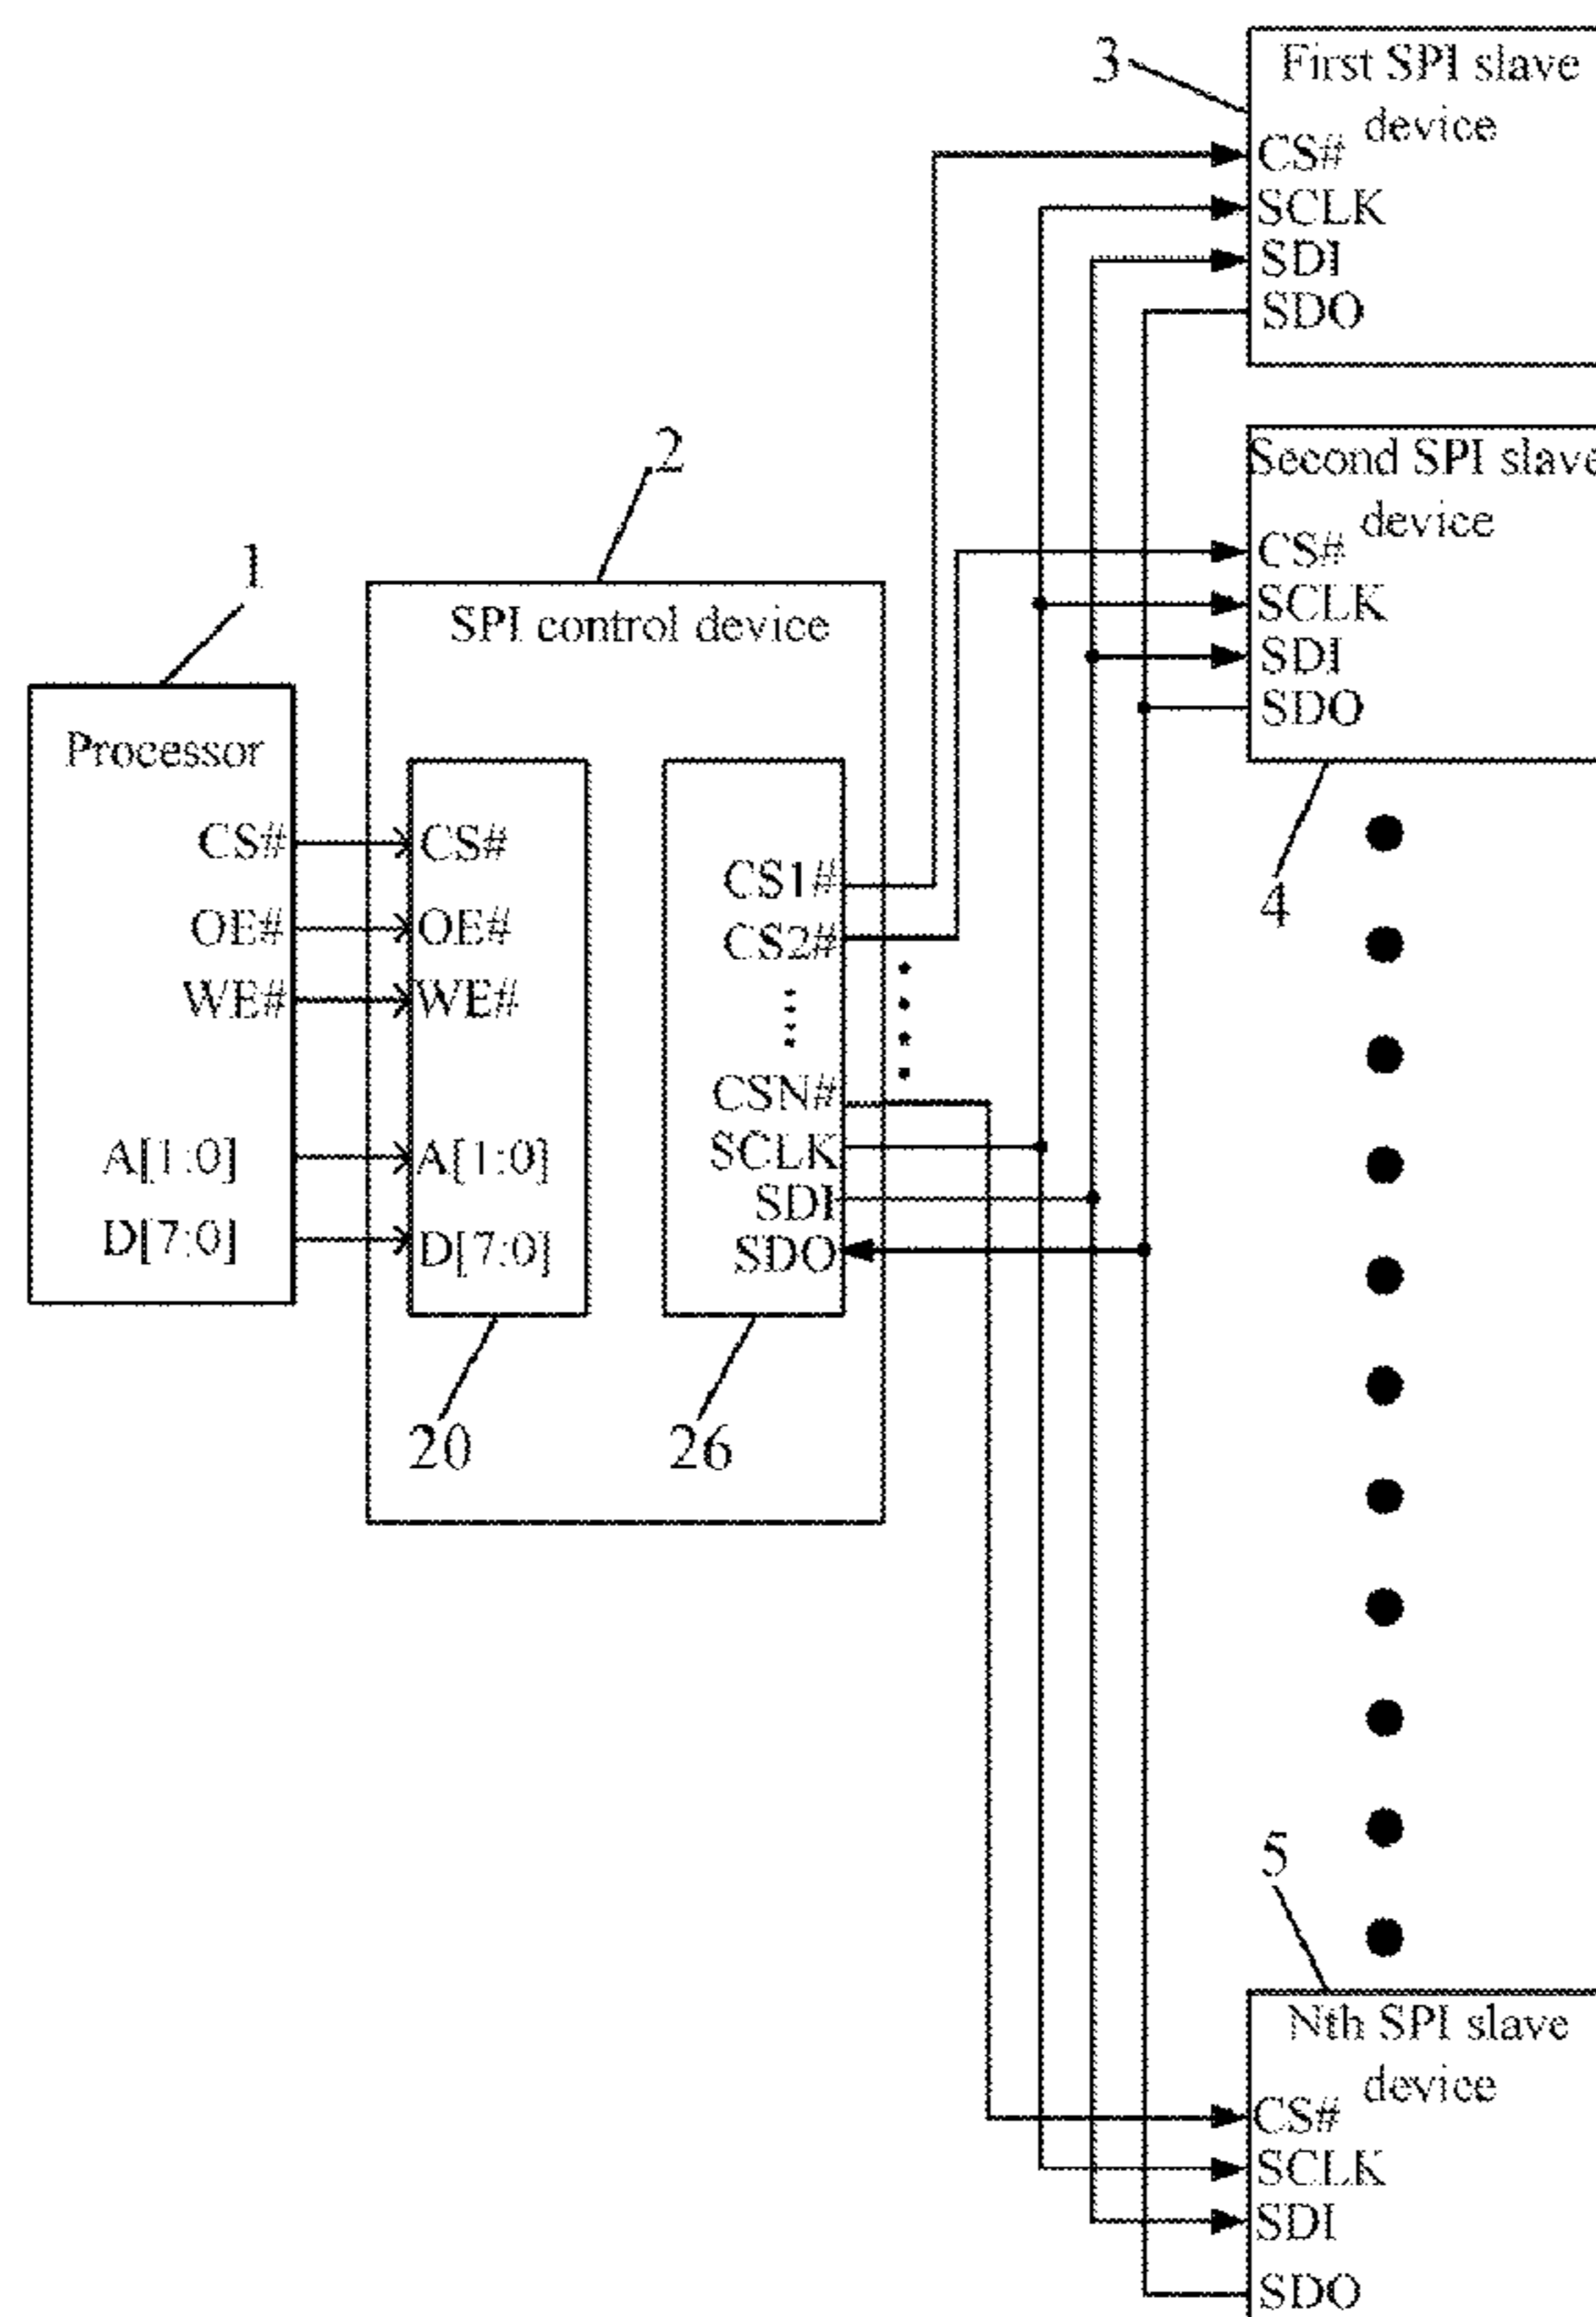 3
First SPI slave
device
CS#
SCLK
SDI
SDO
2
Second SPI slave
device
CS#
SCLK
SDI
SDO
4
1
SPI control device
Processor
CS#
OE#
WE#
A[1:0]
D[7:0]
CS#
OE#
WE#
A[1:0]
D[7:0]
CS1#
CS2#
CSN#
SCLK
SDI
SDO
20
26
5
Nth SPI slave
device
CS#
SCLK
SDI
SDO